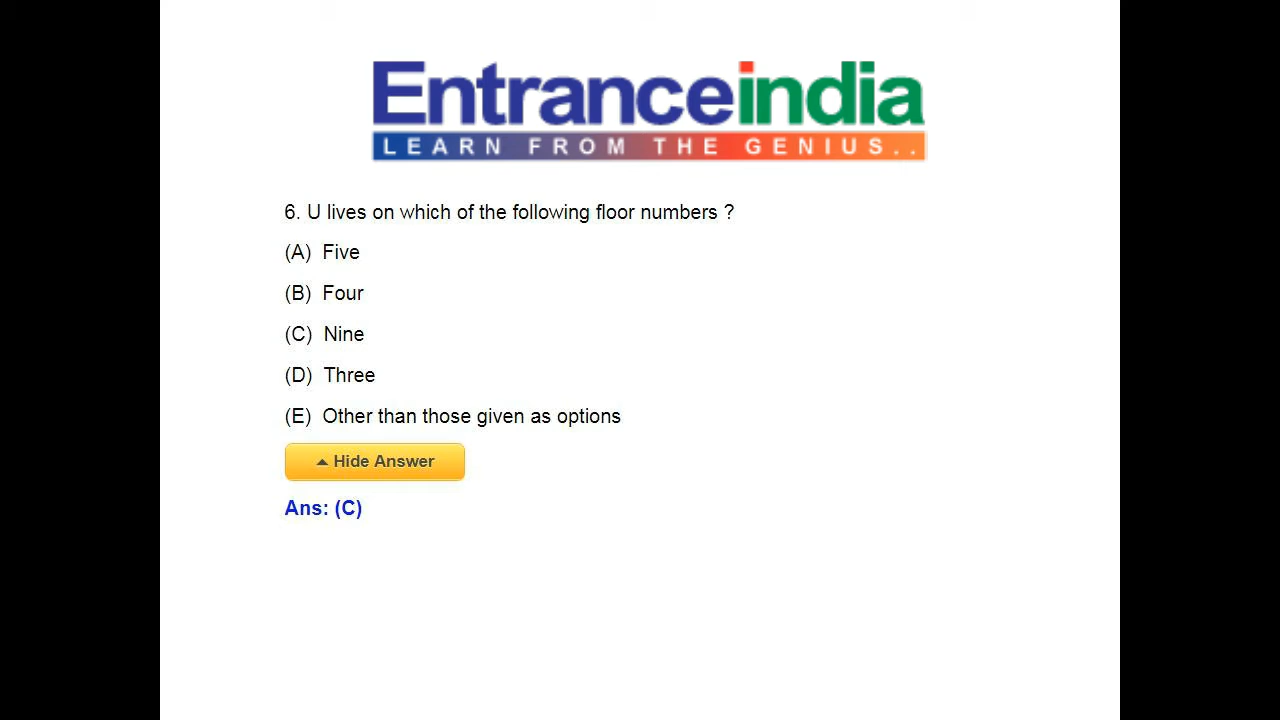 Entranceindia
LEARN FROM THE GENIUS..
6. U lives on which of the following floor numbers ?
(A) Five
(B) Four
(C) Nine
(D) Three
(E) Other than those given as options
Hide Answer
Ans: (C)